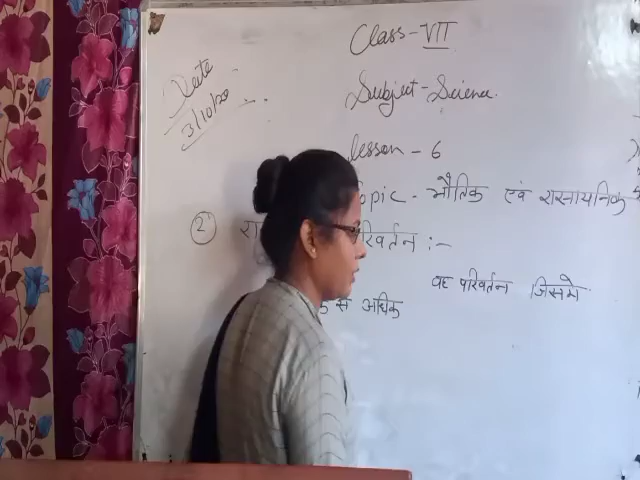 Date
3/10/20
Class-VII
Subject-Science.
Lesson - 6
Topic - भौतिक एवं रासायनिक
2) परिवर्तन :-
वह परिवर्तन जिसमे
से अधिक